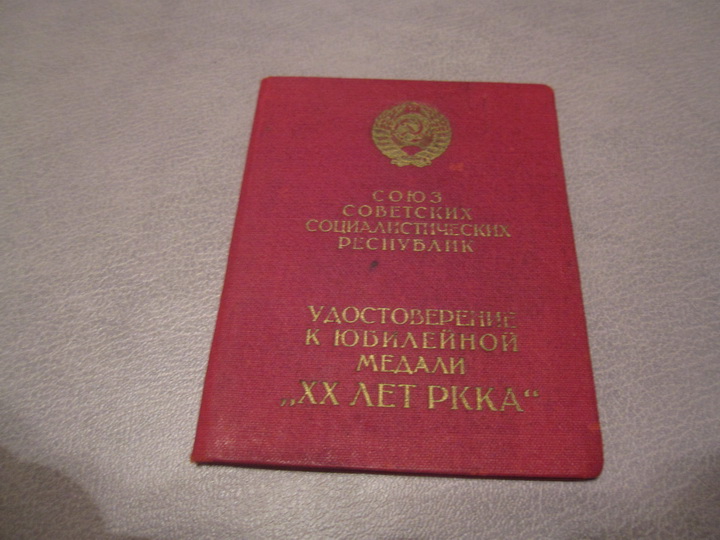 СОЮЗ
СОВЕТСКИХ
СОЦИАЛИСТИЧЕСКИХ
РЕСПУБЛИК
УДОСТОВЕРЕНИЕ
К ЮБИЛЕЙНОЙ
МЕДАЛИ
„XX ЛЕТ РККА“